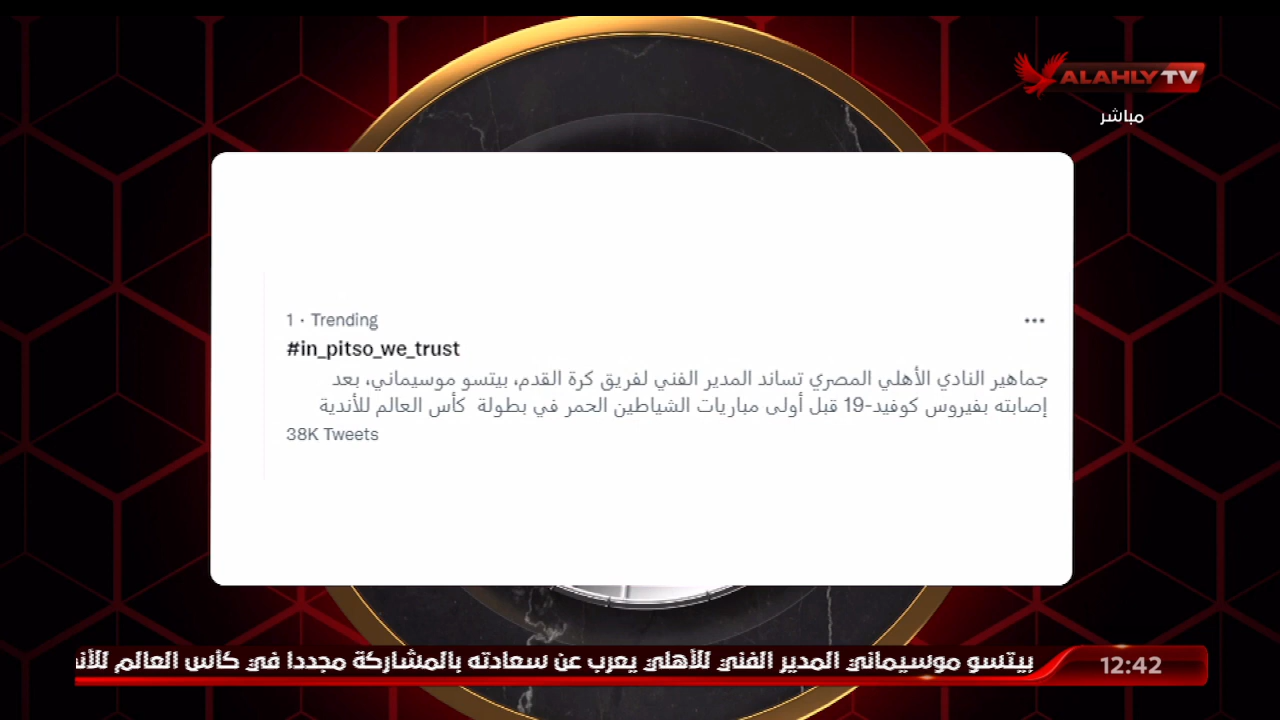 ALAHLY TV
مباشر
1 · Trending
#in_pitso_we_trust
جماهير النادي الأهلي المصري تساند المدير الفني لفريق كرة القدم، بيتسو موسيماني، بعد
إصابته بفيروس كوفيد-19 قبل أولى مباريات الشياطين الحمر في بطولة كأس العالم للأندية
38K Tweets
بيتسو موسيماني المدير الفني للأهلي يعرب عن سعادته بالمشاركة مجددا في كأس العالم
12:42